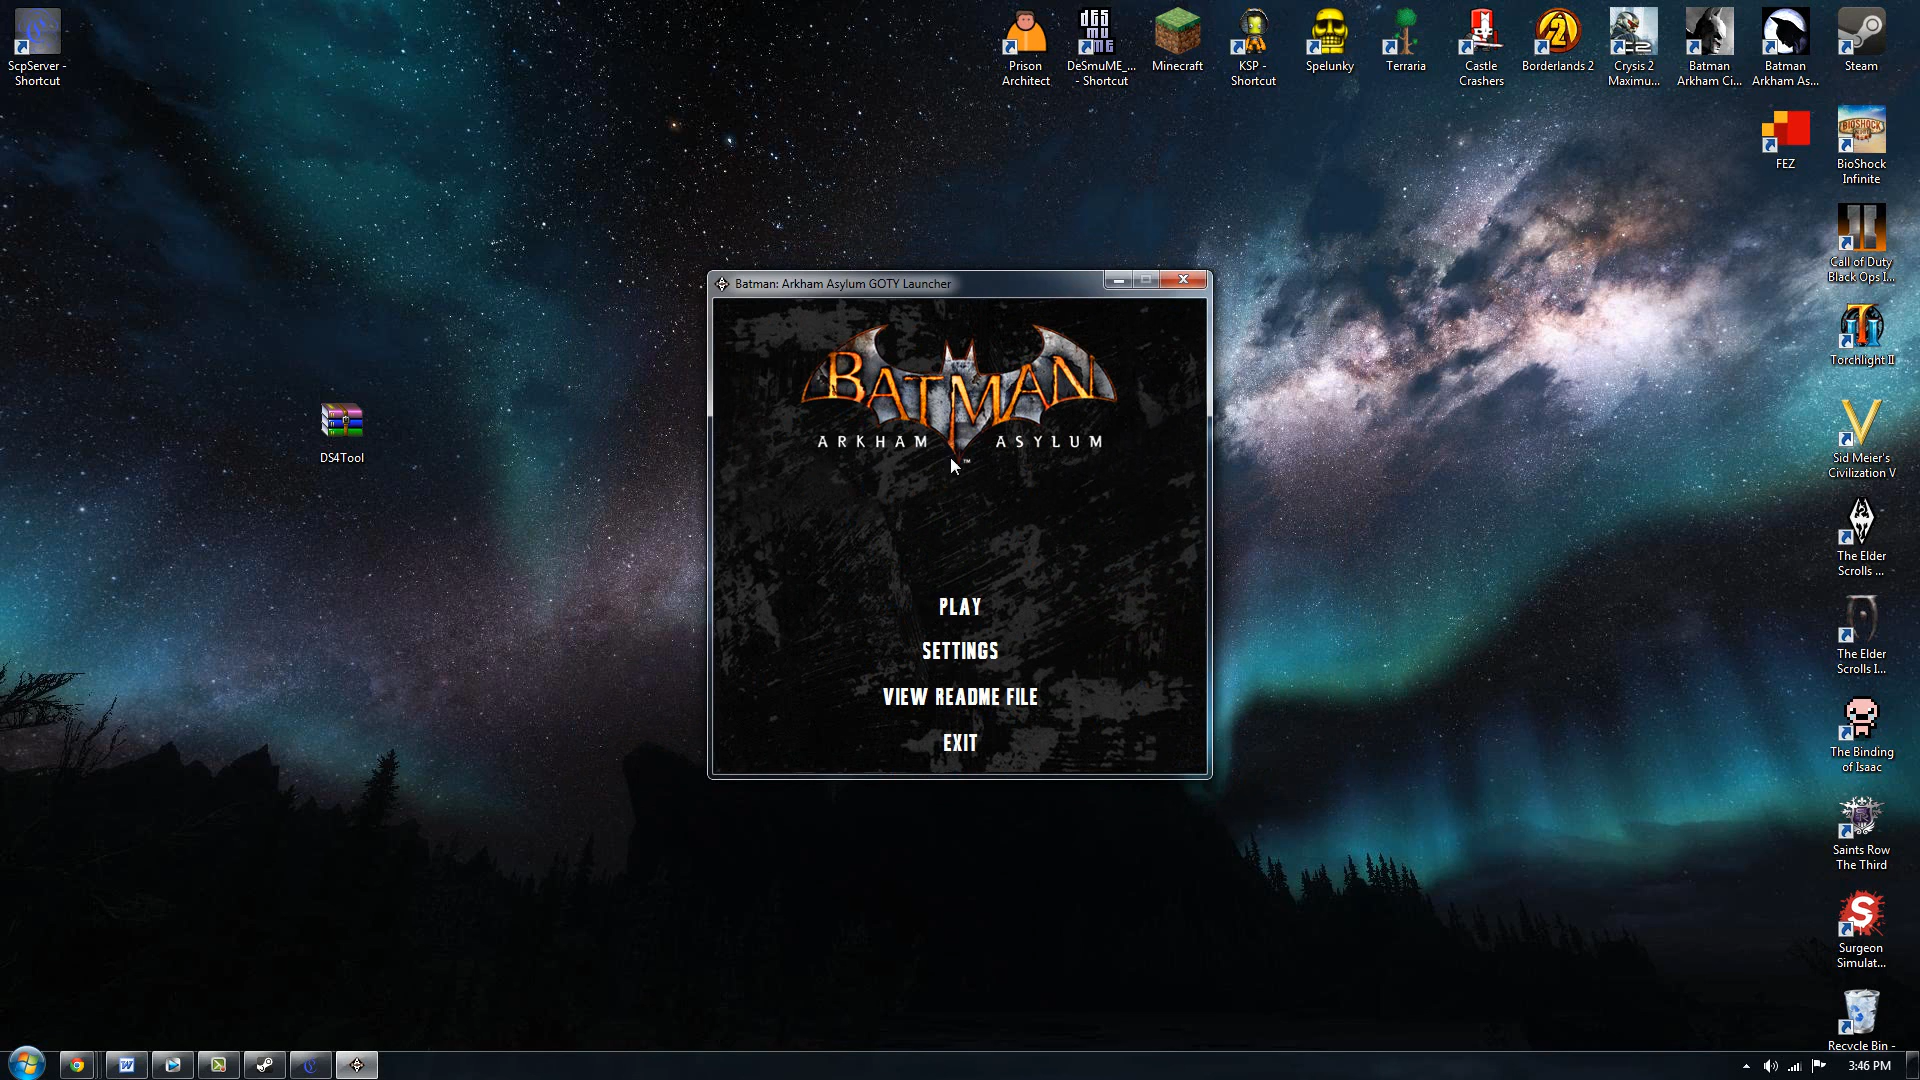 ScpServer -
Shortcut
Prison
Architect
DeSmuME_...
- Shortcut
Minecraft
KSP -
Shortcut
Spelunky
Terraria
Castle
Crashers
Borderlands 2
Crysis 2
Maximu...
Batman
Arkham Ci...
Batman
Arkham As...
Steam
FEZ
BioShock
Infinite
Call of Duty
Black Ops I...
Torchlight II
Sid Meier's
Civilization V
The Elder
Scrolls ...
The Elder
Scrolls I...
The Binding
of Isaac
Saints Row
The Third
Surgeon
Simulat...
Recycle Bin -
DS4Tool
Batman: Arkham Asylum GOTY Launcher
BATMAN
ARKHAM ASYLUM
™
PLAY
SETTINGS
VIEW README FILE
EXIT
3:46 PM